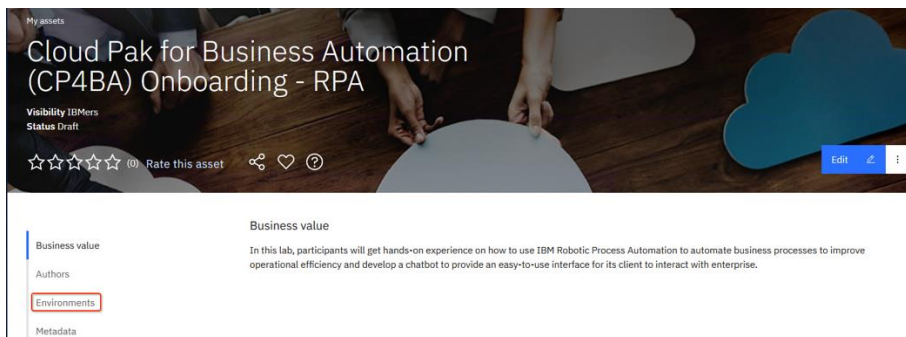 My assets
Cloud Pak for Business Automation
(CP4BA) Onboarding - RPA
Visibility IBMers
Status Draft
(0) Rate this asset
Edit
Business value
Business value
In this lab, participants will get hands-on experience on how to use IBM Robotic Process Automation to automate business processes to improve
operational efficiency and develop a chatbot to provide an easy-to-use interface for its client to interact with enterprise.
Authors
Environments
Metadata